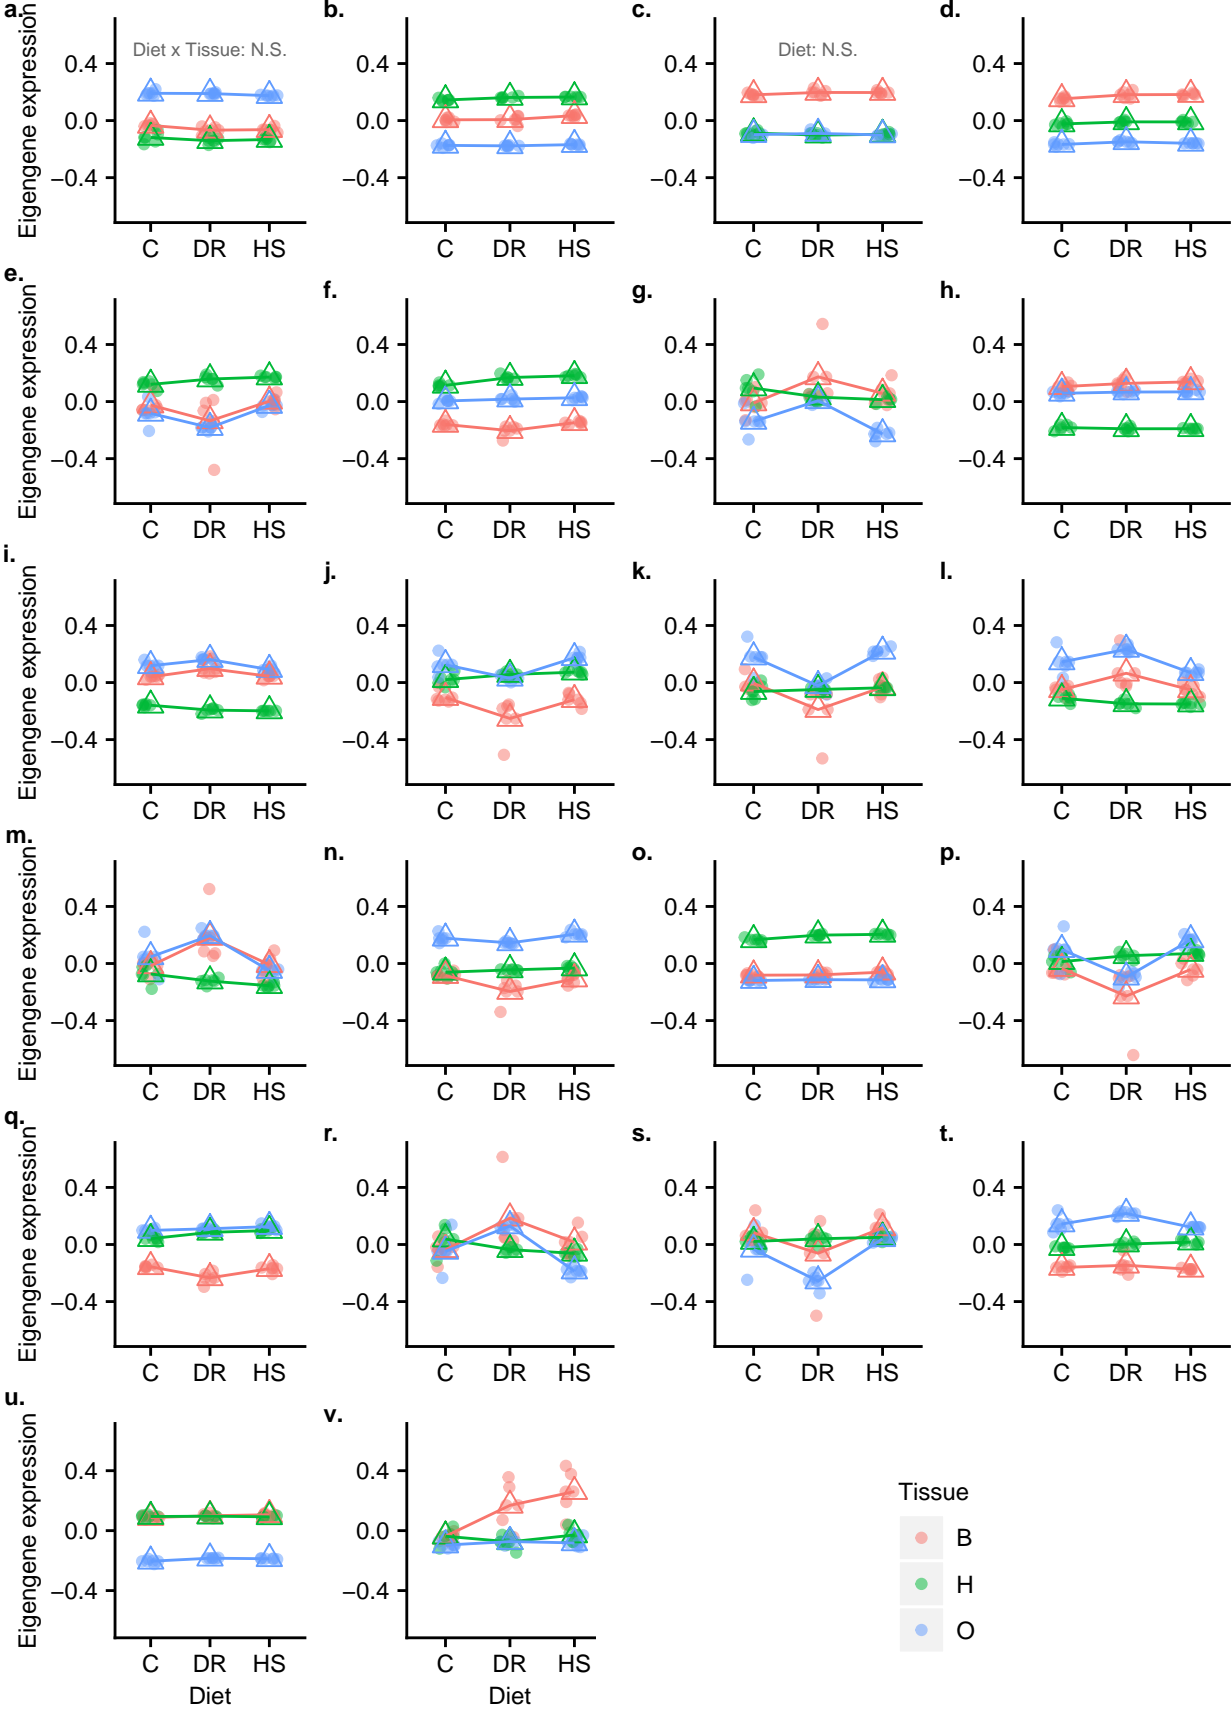 a. b. c. d.
Eigengene expression
Diet x Tissue: N.S. Diet: N.S.
0.4 0.4 0.4 0.4
0.0 0.0 0.0 0.0
−0.4 −0.4 −0.4 −0.4
C DR HS C DR HS C DR HS C DR HS
e. f. g. h.
Eigengene expression
0.4 0.4 0.4 0.4
0.0 0.0 0.0 0.0
−0.4 −0.4 −0.4 −0.4
C DR HS C DR HS C DR HS C DR HS
i. j. k. l.
Eigengene expression
0.4 0.4 0.4 0.4
0.0 0.0 0.0 0.0
−0.4 −0.4 −0.4 −0.4
C DR HS C DR HS C DR HS C DR HS
m. n. o. p.
Eigengene expression
0.4 0.4 0.4 0.4
0.0 0.0 0.0 0.0
−0.4 −0.4 −0.4 −0.4
C DR HS C DR HS C DR HS C DR HS
q. r. s. t.
Eigengene expression
0.4 0.4 0.4 0.4
0.0 0.0 0.0 0.0
−0.4 −0.4 −0.4 −0.4
C DR HS C DR HS C DR HS C DR HS
u. v.
Eigengene expression
0.4 0.4
0.0 0.0
−0.4 −0.4
C DR HS C DR HS
Diet Diet
Tissue
B
H
O